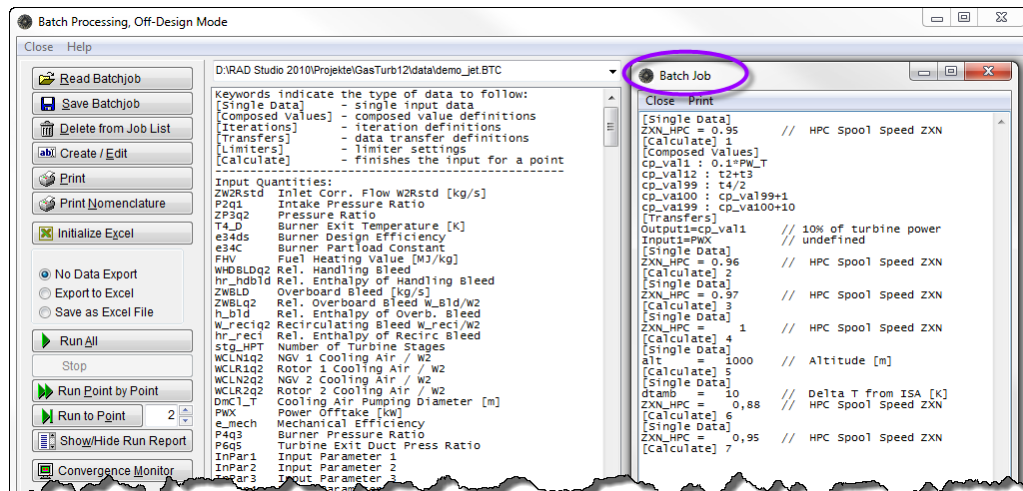 Batch Processing, Off-Design Mode
Close Help
Read Batchjob
Save Batchjob
Delete from Job List
Create / Edit
Print
Print Nomenclature
Initialize Excel
No Data Export
Export to Excel
Save as Excel File
Run All
Stop
Run Point by Point
Run to Point 2
Show/Hide Run Report
Convergence Monitor
D:\RAD Studio 2010\Projekte\GasTurb12\data\demo_jet.BTC
Keywords indicate the type of data to follow:
[Single Data] - single input data
[Composed Values] - composed value definitions
[Iterations] - iteration definitions
[Transfers] - data transfer definitions
[Limiters] - limiter settings
[Calculate] - finishes the input for a point
------------------------------------------------
Input Quantities:
ZW2Rstd Inlet Corr. Flow W2Rstd [kg/s]
P2q1 Intake Pressure Ratio
ZP3q2 Pressure Ratio
T4_D Burner Exit Temperature [K]
e34ds Burner Design Efficiency
e34C Burner Partload Constant
FHV Fuel Heating Value [MJ/kg]
WHDBLDq2 Rel. Handling Bleed
hr_hdbld Rel. Enthalpy of Handling Bleed
ZWBLD Overboard Bleed [kg/s]
ZWBLq2 Rel. Overboard Bleed W_Bld/W2
h_bld Rel. Enthalpy of Overb. Bleed
W_reciq2 Recirculating Bleed W_reci/W2
hr_reci Rel. Enthalpy of Recirc Bleed
stg_HPT Number of Turbine Stages
WCLN1q2 NGV 1 Cooling Air / W2
WCLR1q2 Rotor 1 Cooling Air / W2
WCLN2q2 NGV 2 Cooling Air / W2
WCLR2q2 Rotor 2 Cooling Air / W2
DmCl_T Cooling Air Pumping Diameter [m]
PWX Power Offtake [kW]
e_mech Mechanical Efficiency
P4q3 Burner Pressure Ratio
P6q5 Turbine Exit Duct Press Ratio
InPar1 Input Parameter 1
InPar2 Input Parameter 2
InPar3 Input Parameter 3
Batch Job
Close Print
[Single Data]
ZXN_HPC = 0.95 // HPC Spool Speed ZXN
[Calculate] 1
[Composed Values]
cp_val1 : 0.1*PW_T
cp_val12 : t2+t3
cp_val99 : t4/2
cp_va100 : cp_val99+1
cp_va199 : cp_va100+10
[Transfers]
Output1=cp_val1 // 10% of turbine power
Input1=PWX // undefined
[Single Data]
ZXN_HPC = 0.96 // HPC Spool Speed ZXN
[Calculate] 2
[Single Data]
ZXN_HPC = 0.97 // HPC Spool Speed ZXN
[Calculate] 3
[Single Data]
ZXN_HPC = 1 // HPC Spool Speed ZXN
[Calculate] 4
[Single Data]
alt = 1000 // Altitude [m]
[Calculate] 5
[Single Data]
dtamb = 10 // Delta T from ISA [K]
ZXN_HPC = 0,88 // HPC Spool Speed ZXN
[Calculate] 6
[Single Data]
ZXN_HPC = 0,95 // HPC Spool Speed ZXN
[Calculate] 7